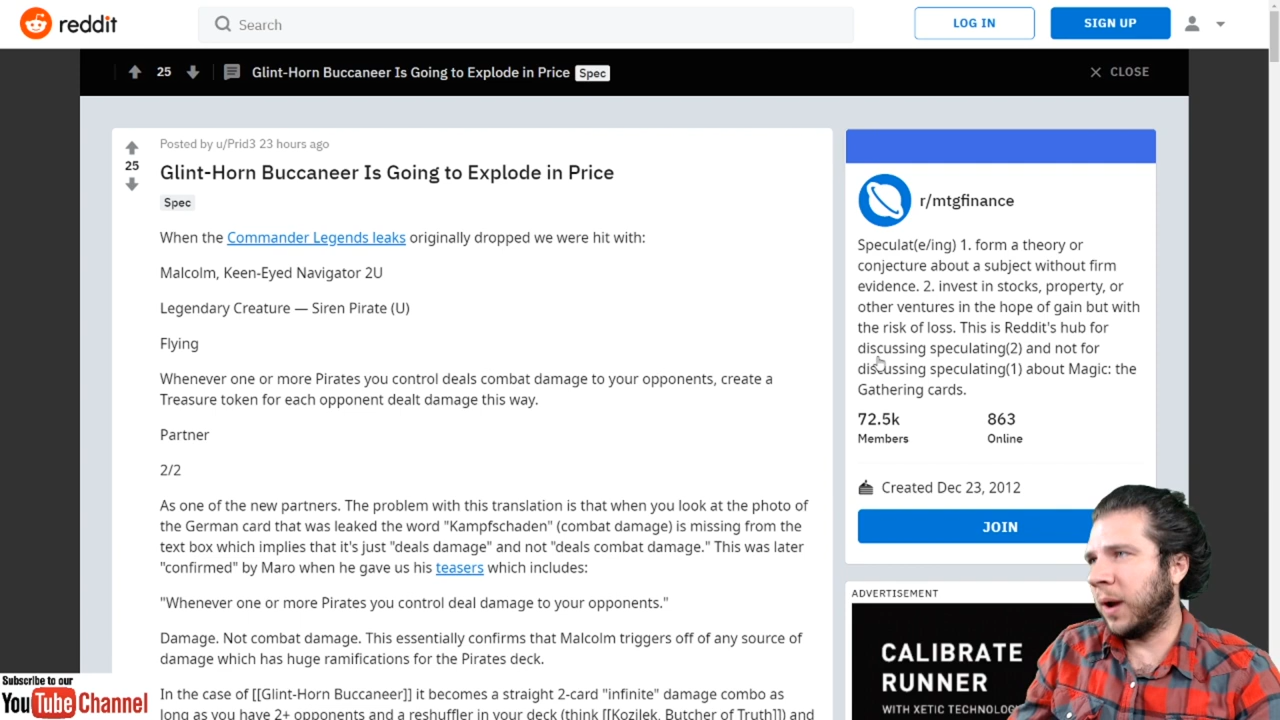 reddit
Search
LOG IN
SIGN UP
25
Glint-Horn Buccaneer Is Going to Explode in Price Spec
CLOSE
Posted by u/Prid3 23 hours ago
25
Glint-Horn Buccaneer Is Going to Explode in Price
Spec
When the Commander Legends leaks originally dropped we were hit with:
Malcolm, Keen-Eyed Navigator 2U
Legendary Creature — Siren Pirate (U)
Flying
Whenever one or more Pirates you control deals combat damage to your opponents, create a
Treasure token for each opponent dealt damage this way.
Partner
2/2
As one of the new partners. The problem with this translation is that when you look at the photo of
the German card that was leaked the word "Kampfschaden" (combat damage) is missing from the
text box which implies that it's just "deals damage" and not "deals combat damage." This was later
"confirmed" by Maro when he gave us his teasers which includes:
"Whenever one or more Pirates you control deal damage to your opponents."
Damage. Not combat damage. This essentially confirms that Malcolm triggers off of any source of
damage which has huge ramifications for the Pirates deck.
In the case of [[Glint-Horn Buccaneer]] it becomes a straight 2-card "infinite" damage combo as
long as you have 2+ opponents and a reshuffler in your deck (think [[Kozilek, Butcher of Truth]]) and
r/mtgfinance
Speculat(e/ing) 1. form a theory or
conjecture about a subject without firm
evidence. 2. invest in stocks, property, or
other ventures in the hope of gain but with
the risk of loss. This is Reddit's hub for
discussing speculating(2) and not for
discussing speculating(1) about Magic: the
Gathering cards.
72.5k
Members
863
Online
Created Dec 23, 2012
JOIN
ADVERTISEMENT
CALIBRATE
RUNNER
WITH XETIC
Subscribe to our
YouTube Channel